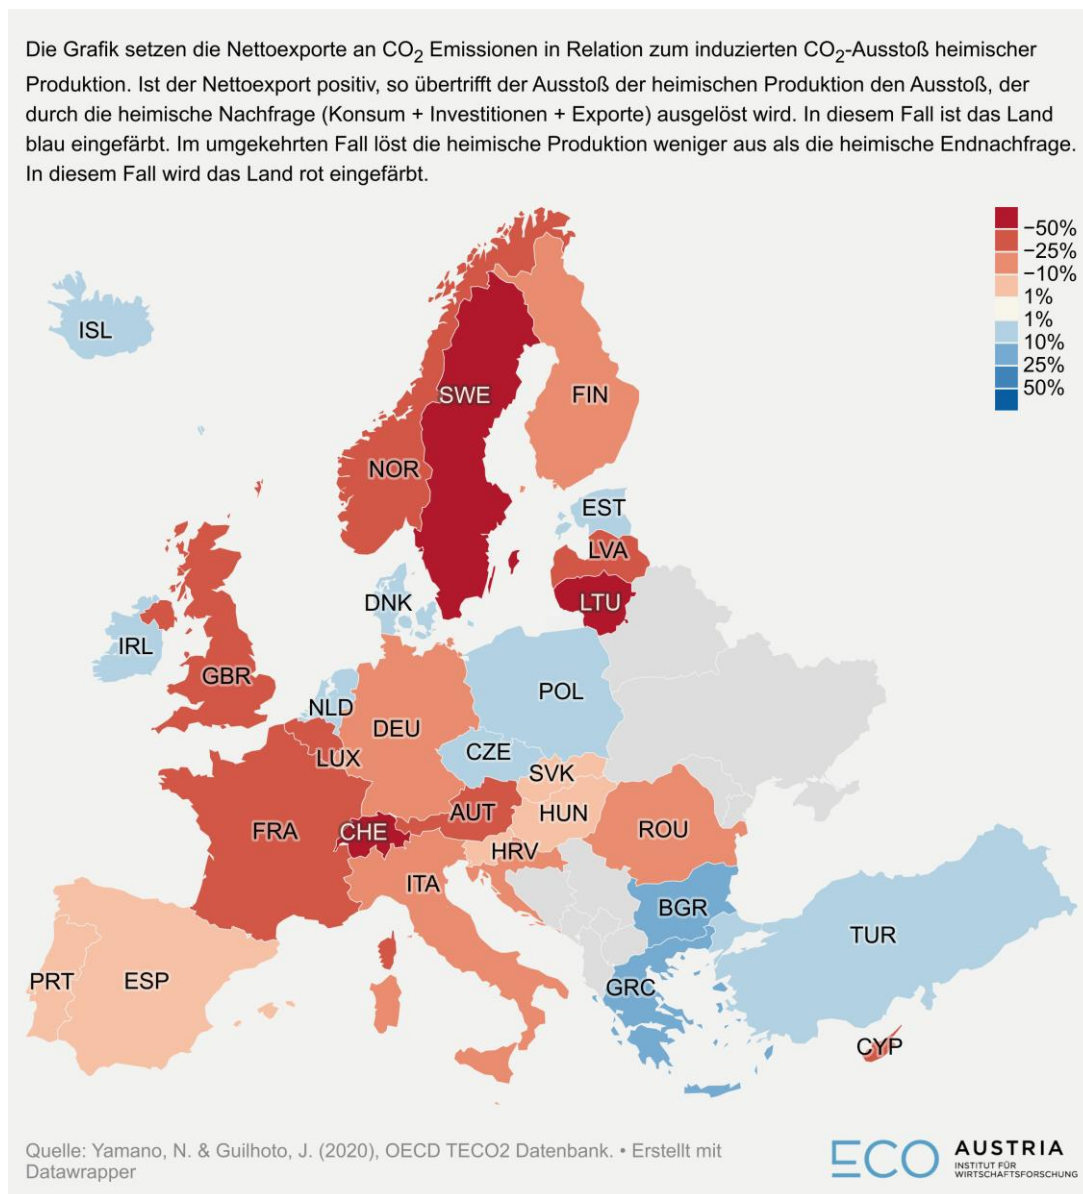 Die Grafik setzen die Nettoexporte an CO₂ Emissionen in Relation zum induzierten CO₂-Ausstoß heimischer
Produktion. Ist der Nettoexport positiv, so übertrifft der Ausstoß der heimischen Produktion den Ausstoß, der
durch die heimische Nachfrage (Konsum + Investitionen + Exporte) ausgelöst wird. In diesem Fall ist das Land
blau eingefärbt. Im umgekehrten Fall löst die heimische Produktion weniger aus als die heimische Endnachfrage.
In diesem Fall wird das Land rot eingefärbt.
−50%
−25%
−10%
1%
1%
10%
25%
50%
ISL
SWE
FIN
NOR
EST
LVA
DNK
LTU
IRL
GBR
NLD
POL
DEU
CZE
LUX
SVK
AUT
HUN
FRA
CHE
ROU
HRV
ITA
BGR
TUR
PRT
ESP
GRC
CYP
Quelle: Yamano, N. & Guilhoto, J. (2020), OECD TECO2 Datenbank. • Erstellt mit
Datawrapper
ECO AUSTRIA
INSTITUT FÜR
WIRTSCHAFTSFORSCHUNG